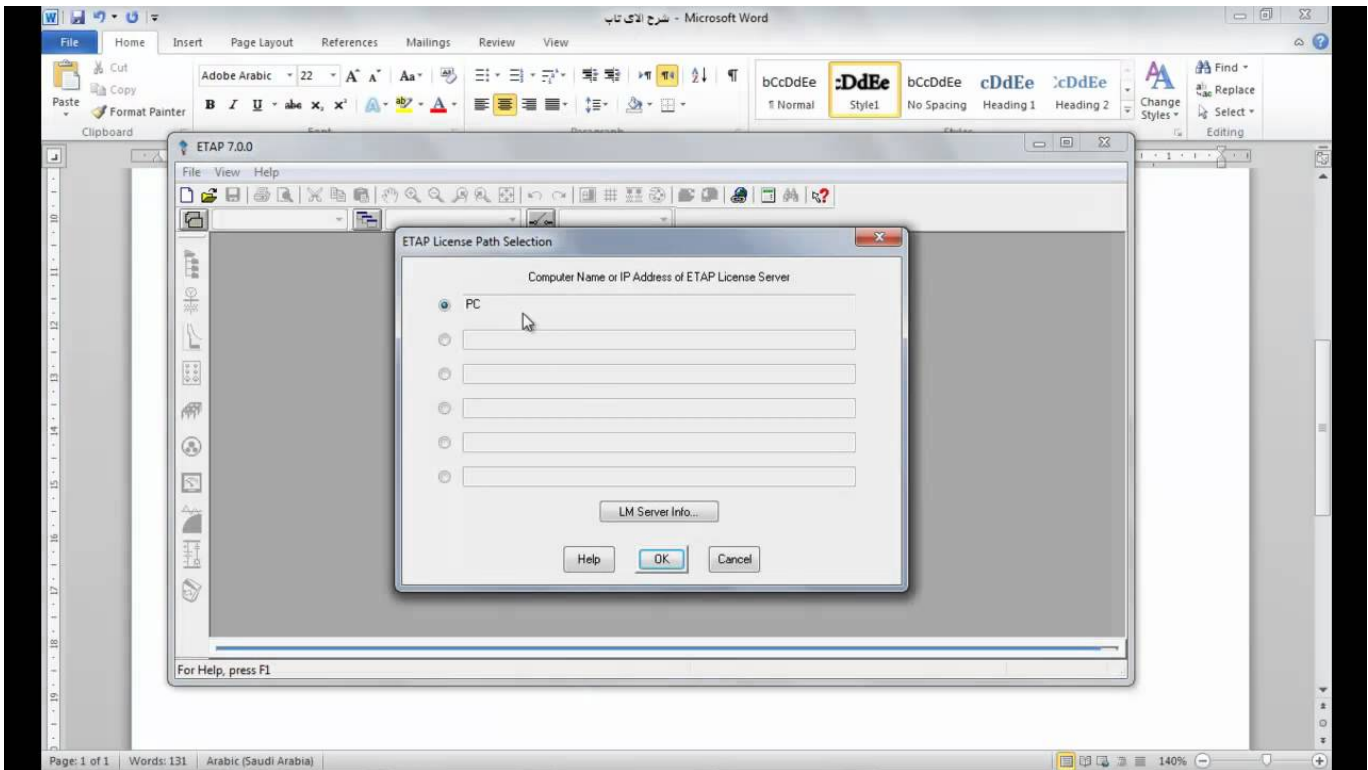 شرح الاي تاب - Microsoft Word
File Home Insert Page Layout References Mailings Review View
Cut
Copy
Paste
Format Painter
Clipboard
Adobe Arabic 22
Font
Paragraph
bCcDdEe :DdEe bCcDdEe cDdEe :cDdEe
¶ Normal Style1 No Spacing Heading 1 Heading 2
Styles
Change Styles
Find
Replace
Select
Editing
ETAP 7.0.0
File View Help
ETAP License Path Selection
Computer Name or IP Address of ETAP License Server
PC
LM Server Info...
Help OK Cancel
For Help, press F1
Page: 1 of 1 Words: 131 Arabic (Saudi Arabia) 140%